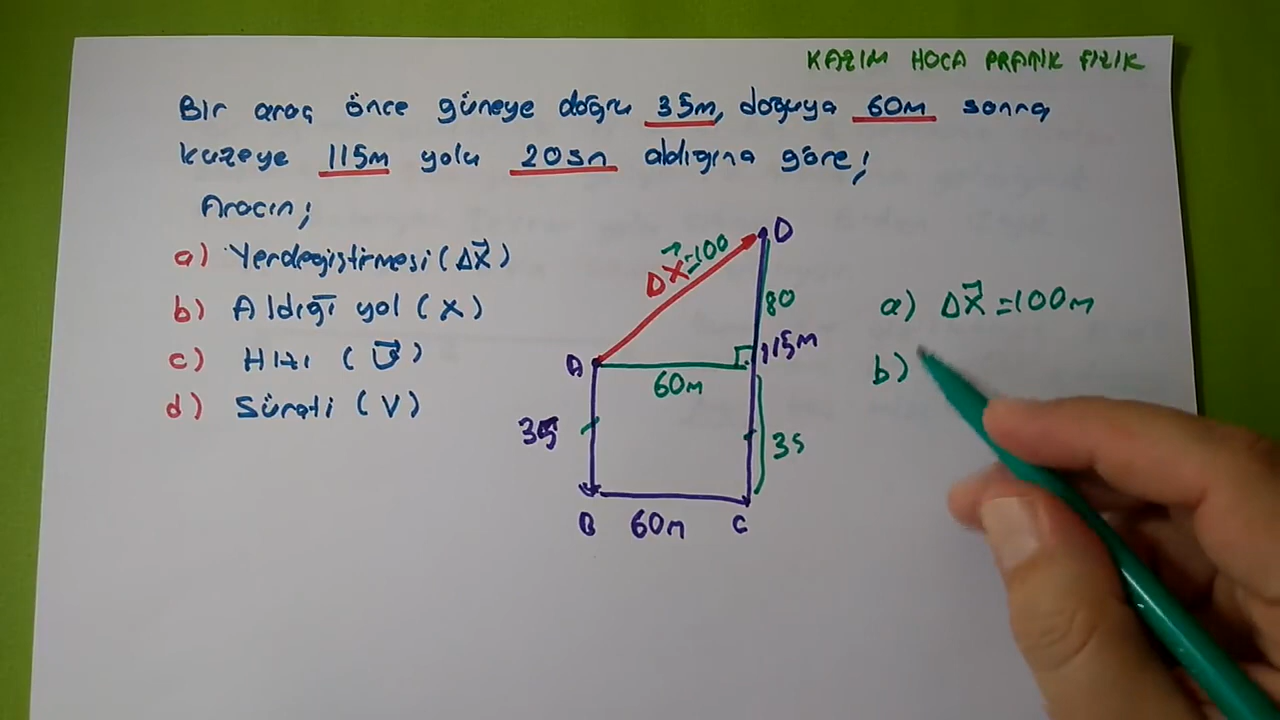 KAZIM HOCA PRATİK FİZİK
Bir araç önce güneye doğru 35m, doğuya 60m sonra
kuzeye 115m yolu 20sn aldığına göre;
Aracın;
a) Yerdeğiştirmesi (Δx⃗)
b) Aldığı yol (x)
c) Hızı (v⃗)
d) Sürati (V)
D
Δx⃗=100
80
a) Δx⃗ = 100m
115m
A
60m
b)
35
35
B 60m C